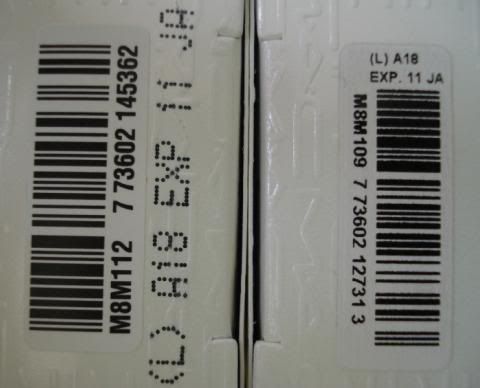 M8M112 7 73602 145362
(L) A18 EXP 11 JA
(L) A18
EXP. 11 JA
M8M109 7 73602 12731 3